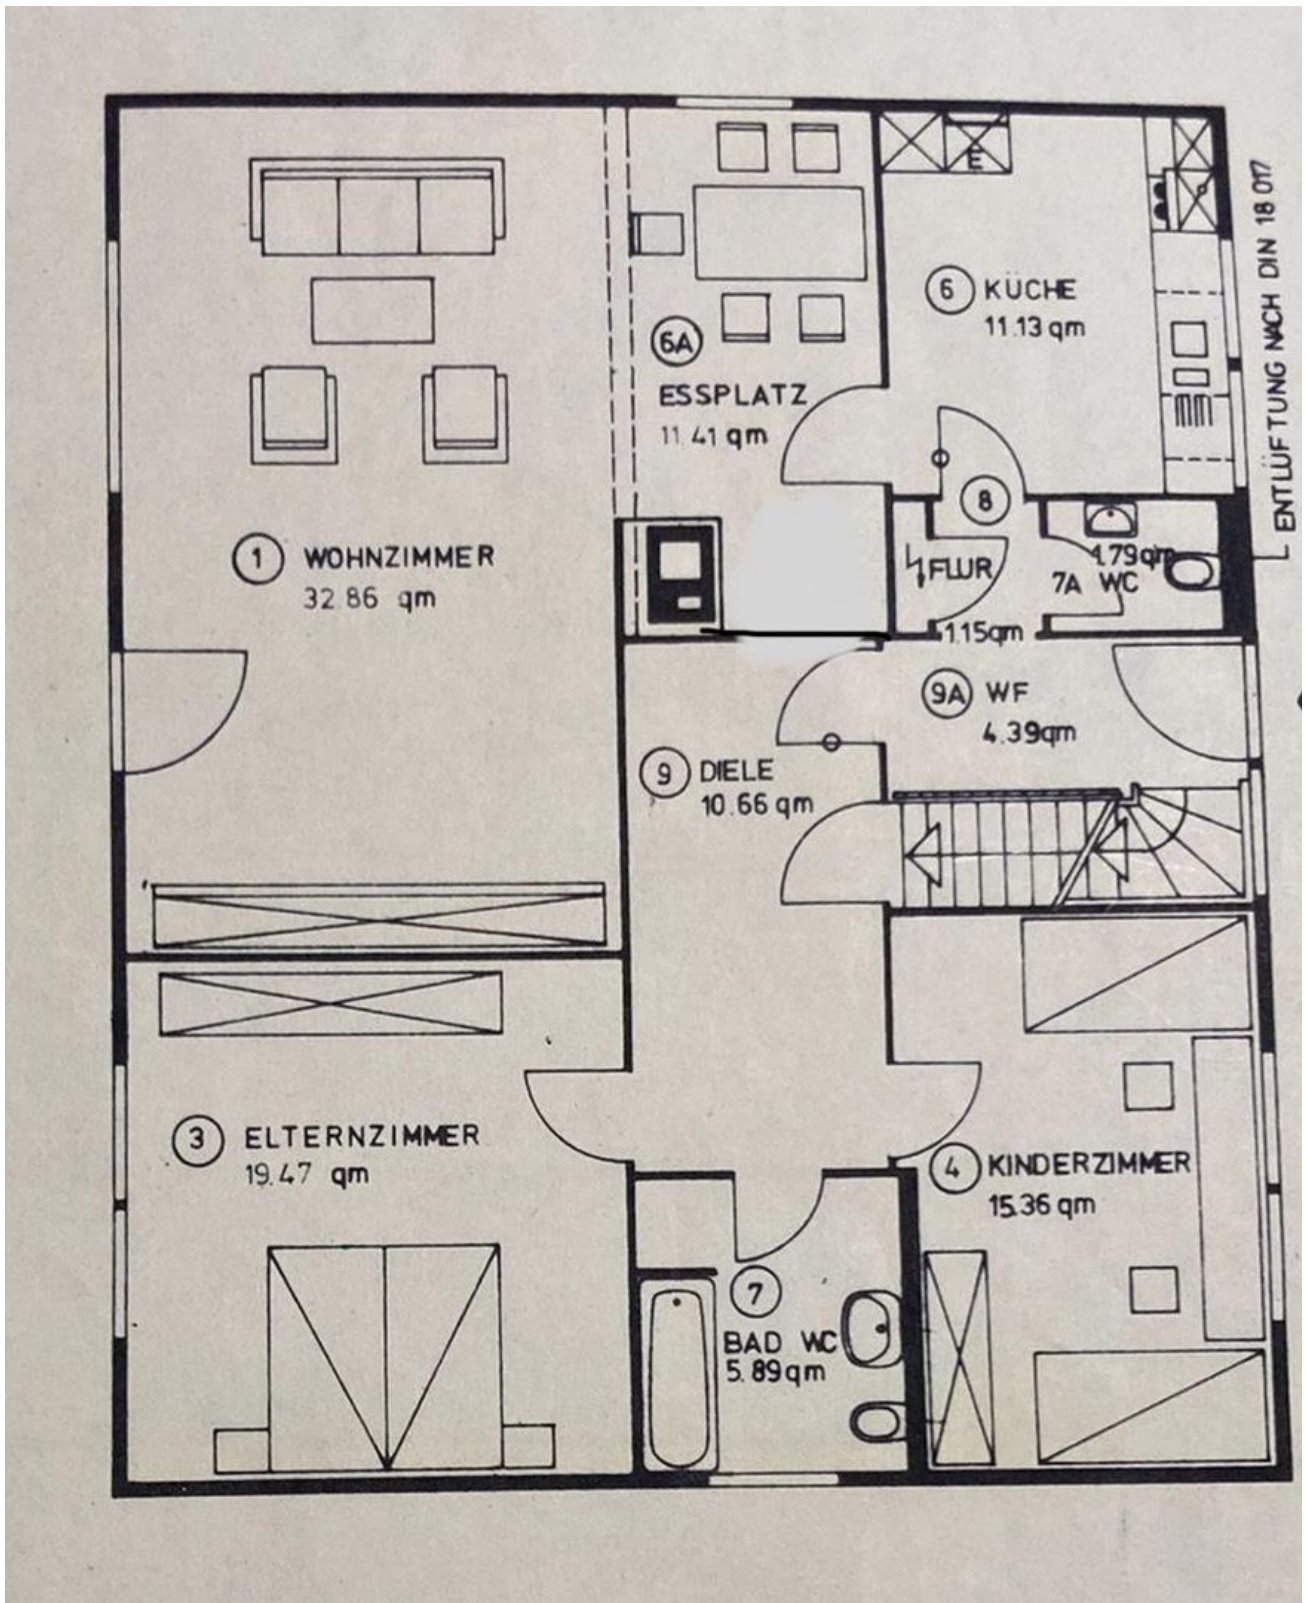 E
6 KÜCHE
11.13 qm
6A
ESSPLATZ
11.41 qm
ENTLÜFTUNG NACH DIN 18 017
1 WOHNZIMMER
32.86 qm
8
FLUR
1.15qm
1.79qm
7A WC
9A WF
4.39qm
9 DIELE
10.66 qm
3 ELTERNZIMMER
19.47 qm
4 KINDERZIMMER
15.36 qm
7
BAD WC
5.89qm